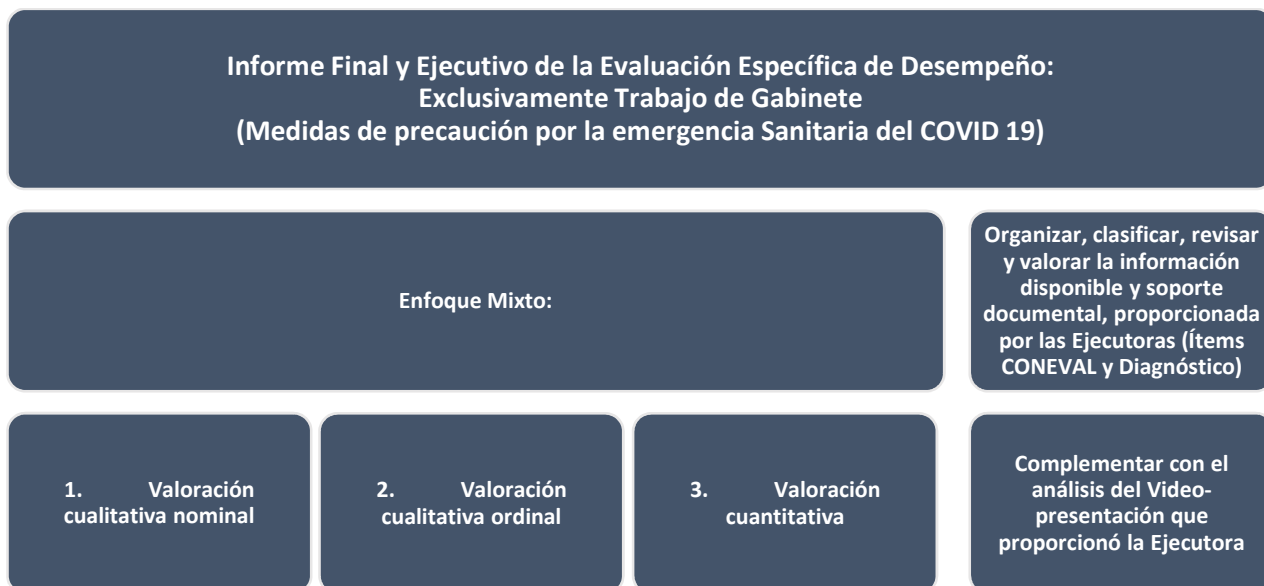 Informe Final y Ejecutivo de la Evaluación Específica de Desempeño:
Exclusivamente Trabajo de Gabinete
(Medidas de precaución por la emergencia Sanitaria del COVID 19)
Enfoque Mixto:
Organizar, clasificar, revisar
y valorar la información
disponible y soporte
documental, proporcionada
por las Ejecutoras (Ítems
CONEVAL y Diagnóstico)
1. Valoración
cualitativa nominal
2. Valoración
cualitativa ordinal
3. Valoración
cuantitativa
Complementar con el
análisis del Video-
presentación que
proporcionó la Ejecutora